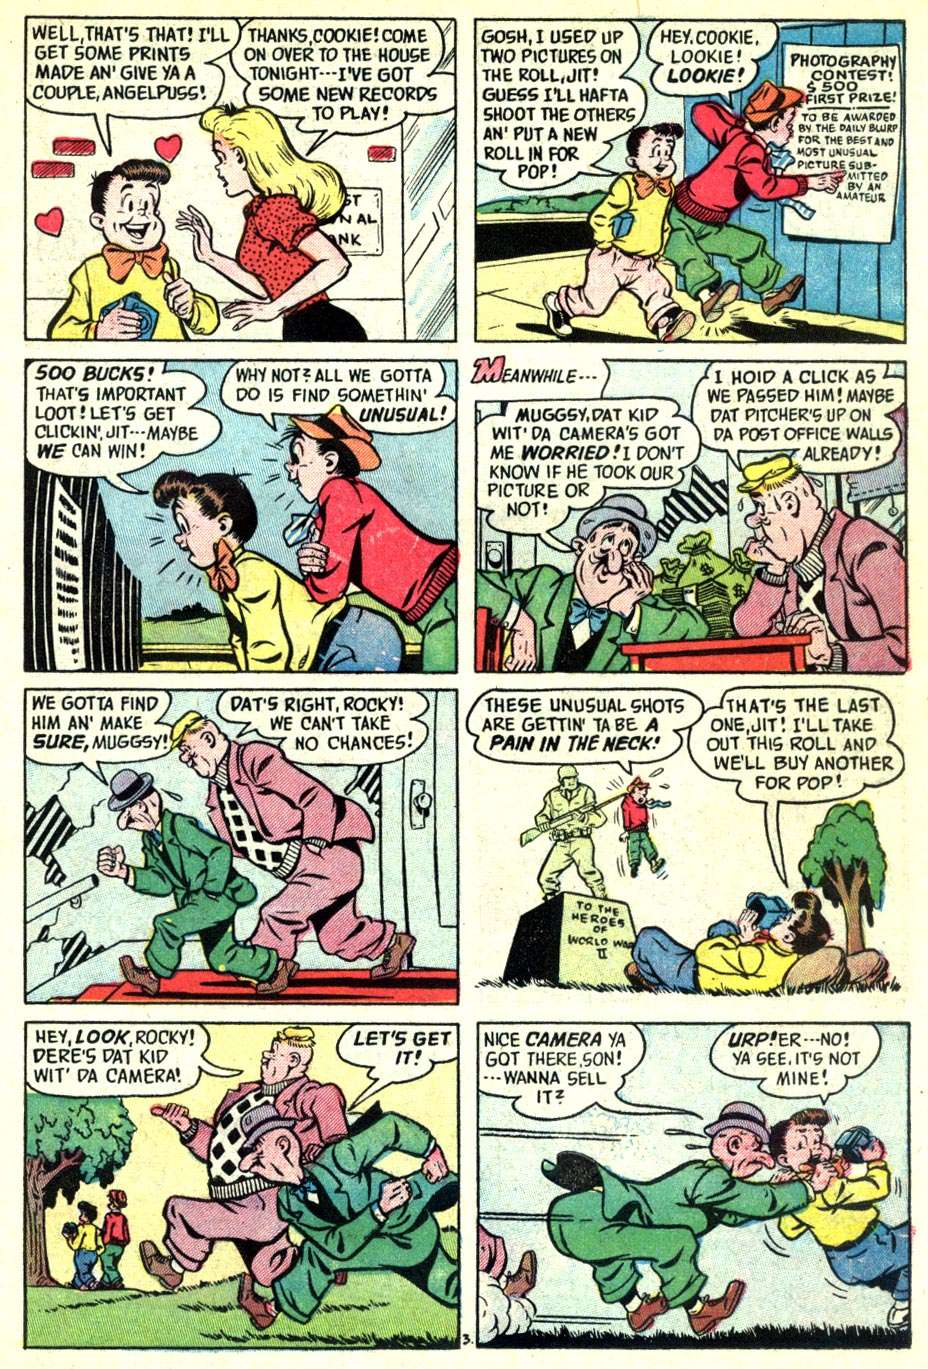 WELL, THAT'S THAT! I'LL
GET SOME PRINTS
MADE AN' GIVE YA A
COUPLE, ANGELPUSS!
THANKS, COOKIE! COME
ON OVER TO THE HOUSE
TONIGHT---I'VE GOT
SOME NEW RECORDS
TO PLAY!
ST
N AL
NK
GOSH, I USED UP
TWO PICTURES ON
THE ROLL, JIT!
GUESS I'LL HAFTA
SHOOT THE OTHERS
AN' PUT A NEW
ROLL IN FOR
POP!
HEY, COOKIE,
LOOKIE!
LOOKIE!
PHOTOGRAPHY
CONTEST!
$500
FIRST PRIZE!
TO BE AWARDED
BY THE DAILY BLURP
FOR THE BEST AND
MOST UNUSUAL
PICTURE SUB-
MITTED
BY AN
AMATEUR
500 BUCKS!
THAT'S IMPORTANT
LOOT! LET'S GET
CLICKIN', JIT---MAYBE
WE CAN WIN!
WHY NOT? ALL WE GOTTA
DO IS FIND SOMETHIN'
UNUSUAL!
MEANWHILE---
MUGGSY, DAT KID
WIT' DA CAMERA'S GOT
ME WORRIED! I DON'T
KNOW IF HE TOOK OUR
PICTURE OR
NOT!
I HOID A CLICK AS
WE PASSED HIM! MAYBE
DAT PITCHER'S UP ON
DA POST OFFICE WALLS
ALREADY!
$
WE GOTTA FIND
HIM AN' MAKE
SURE, MUGGSY!
DAT'S RIGHT, ROCKY!
WE CAN'T TAKE
NO CHANCES!
THESE UNUSUAL SHOTS
ARE GETTIN' TA BE A
PAIN IN THE NECK!
THAT'S THE LAST
ONE, JIT! I'LL TAKE
OUT THIS ROLL AND
WE'LL BUY ANOTHER
FOR POP!
TO THE
HEROES
OF
WORLD WAR
II
HEY, LOOK, ROCKY!
DERE'S DAT KID
WIT' DA CAMERA!
LET'S GET
IT!
3.
NICE CAMERA YA
GOT THERE, SON!
---WANNA SELL
IT?
URP! ER---NO!
YA SEE, IT'S NOT
MINE!